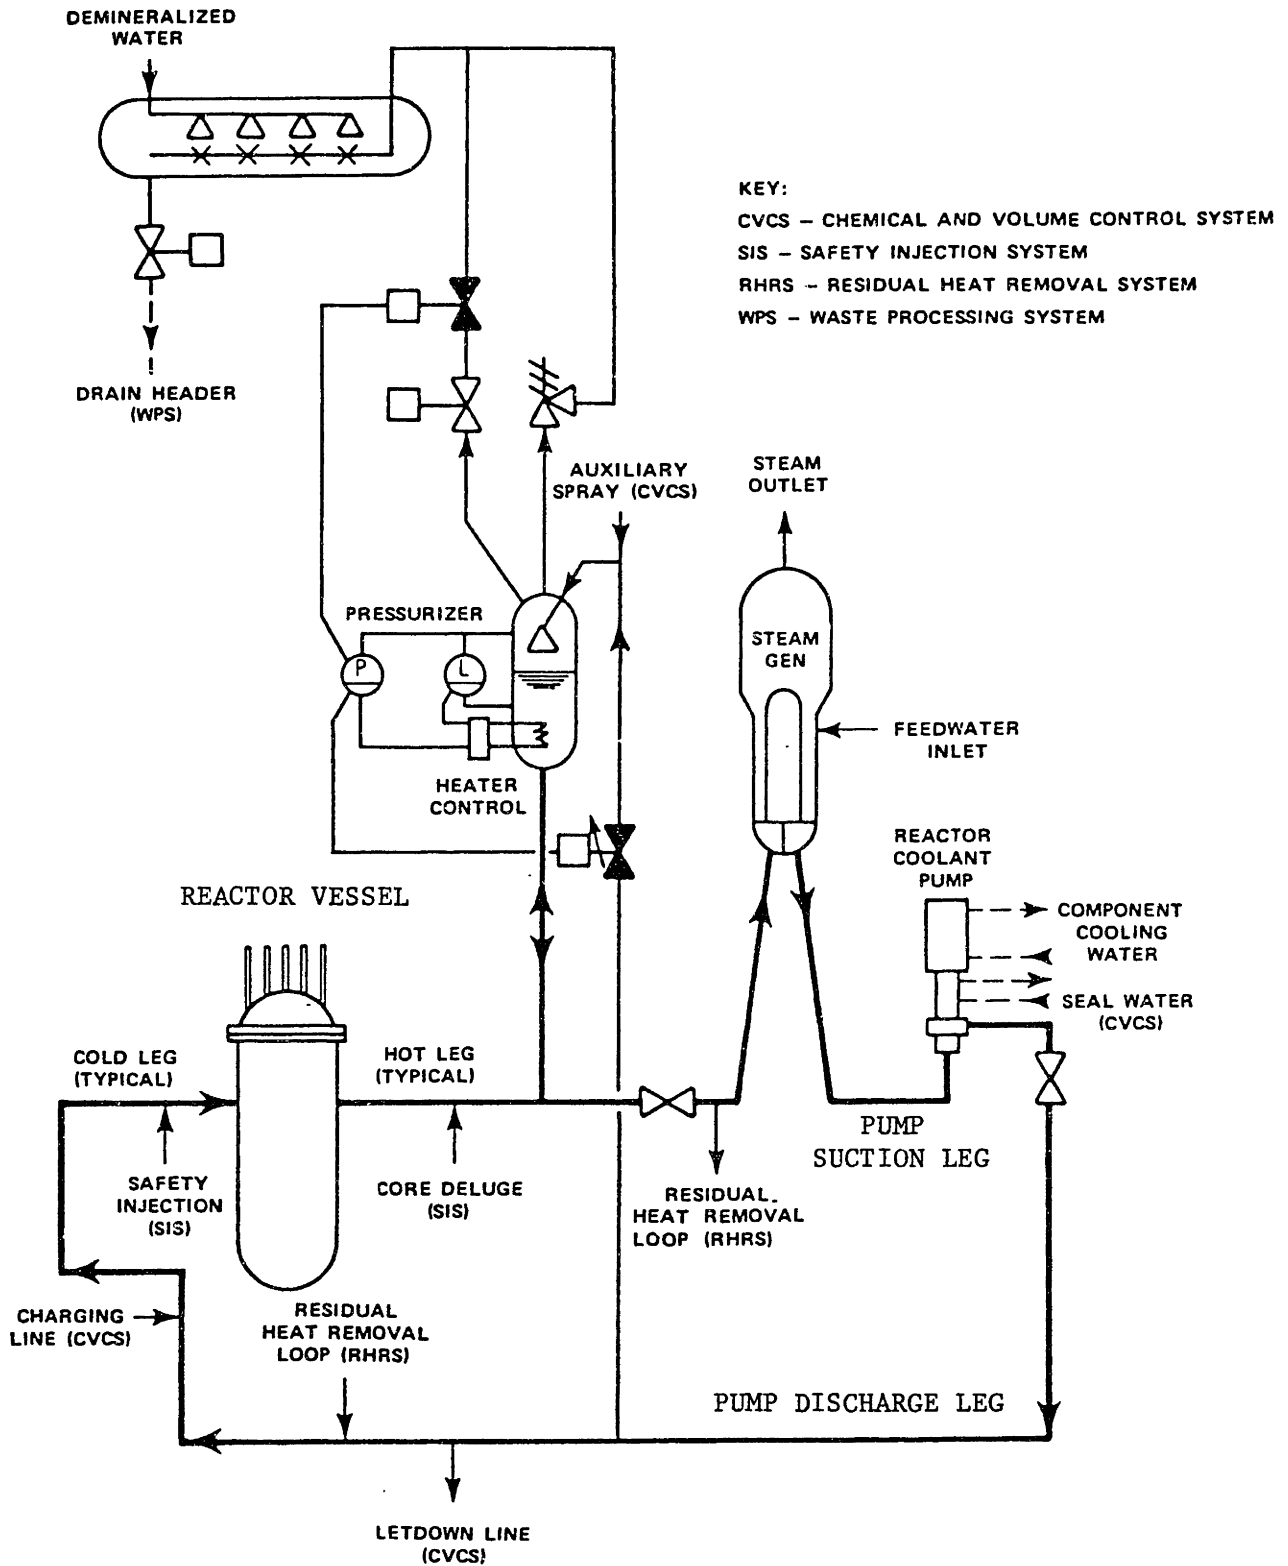 DEMINERALIZED
WATER
KEY:
CVCS – CHEMICAL AND VOLUME CONTROL SYSTEM
SIS – SAFETY INJECTION SYSTEM
RHRS – RESIDUAL HEAT REMOVAL SYSTEM
WPS – WASTE PROCESSING SYSTEM
DRAIN HEADER
(WPS)
AUXILIARY
SPRAY (CVCS)
STEAM
OUTLET
PRESSURIZER
P
L
STEAM
GEN
FEEDWATER
INLET
HEATER
CONTROL
REACTOR
COOLANT
PUMP
REACTOR VESSEL
COMPONENT
COOLING
WATER
SEAL WATER
(CVCS)
COLD LEG
(TYPICAL)
HOT LEG
(TYPICAL)
PUMP
SUCTION LEG
SAFETY
INJECTION
(SIS)
CORE DELUGE
(SIS)
RESIDUAL
HEAT REMOVAL
LOOP (RHRS)
CHARGING
LINE (CVCS)
RESIDUAL
HEAT REMOVAL
LOOP (RHRS)
PUMP DISCHARGE LEG
LETDOWN LINE
(CVCS)